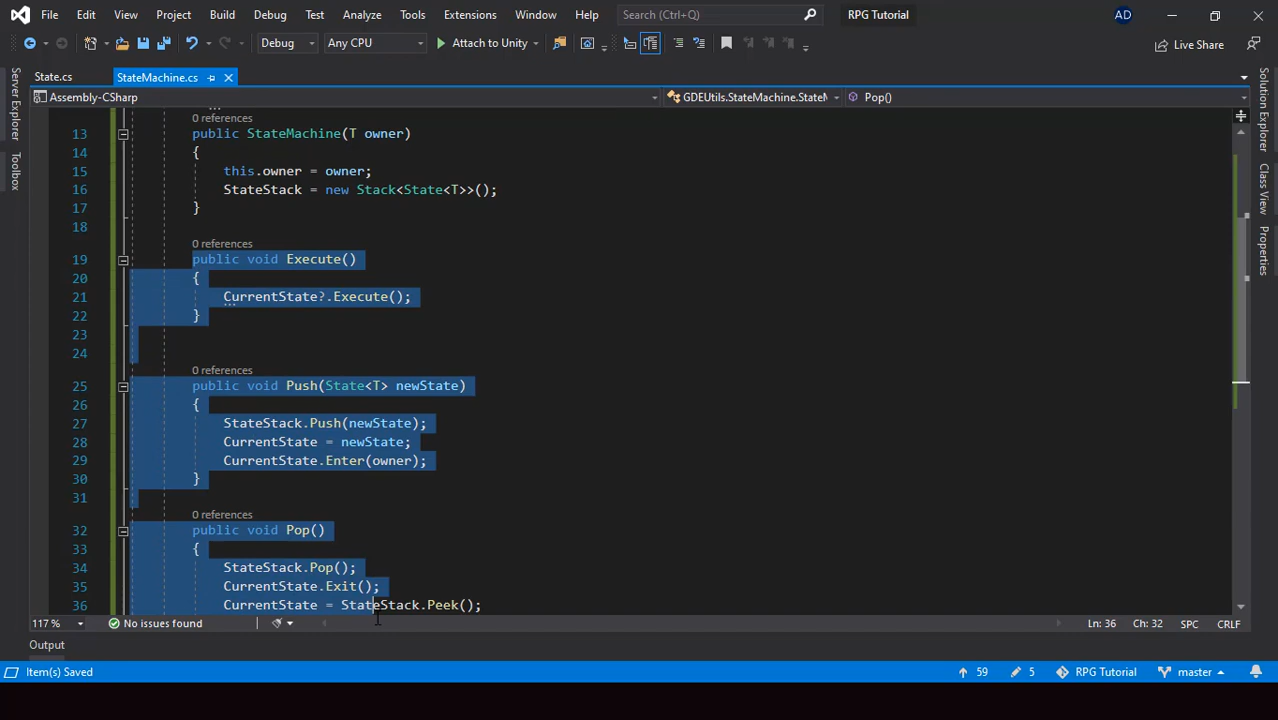 File Edit View Project Build Debug Test Analyze Tools Extensions Window Help Search (Ctrl+Q) RPG Tutorial AD
Debug Any CPU Attach to Unity Live Share
State.cs StateMachine.cs
Assembly-CSharp GDEUtils.StateMachine.StateM Pop()
Server Explorer
Toolbox
Solution Explorer
Class View
Properties
0 references
13 public StateMachine(T owner)
14 {
15 this.owner = owner;
16 StateStack = new Stack<State<T>>();
17 }
18
0 references
19 public void Execute()
20 {
21 CurrentState?.Execute();
22 }
23
24
0 references
25 public void Push(State<T> newState)
26 {
27 StateStack.Push(newState);
28 CurrentState = newState;
29 CurrentState.Enter(owner);
30 }
31
0 references
32 public void Pop()
33 {
34 StateStack.Pop();
35 CurrentState.Exit();
36 CurrentState = StateStack.Peek();
117 % No issues found Ln: 36 Ch: 32 SPC CRLF
Output
Item(s) Saved 59 5 RPG Tutorial master